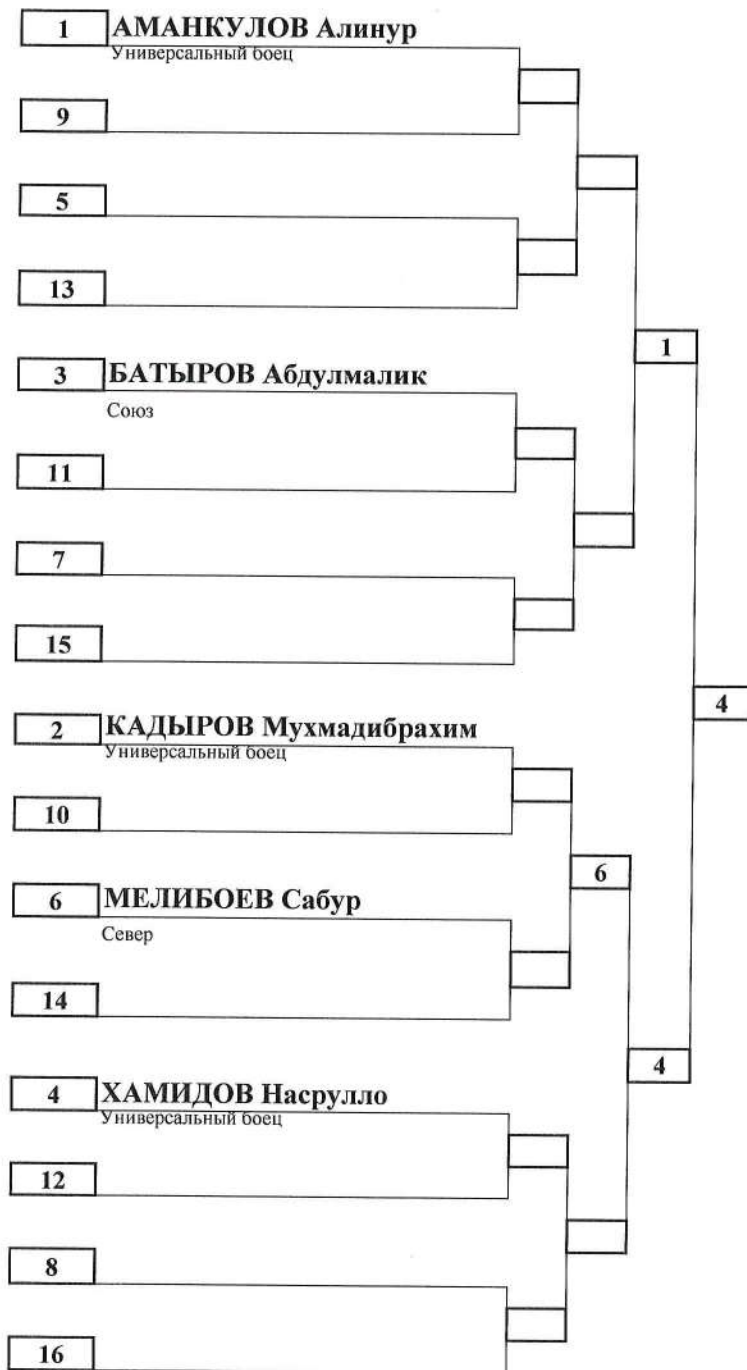 1 АМАНКУЛОВ Алинур
Универсальный боец
9
5
13
1
3 БАТЫРОВ Абдулмалик
Союз
11
7
15
4
2 КАДЫРОВ Мухмадибрахим
Универсальный боец
10
6
6 МЕЛИБОЕВ Сабур
Север
14
4
4 ХАМИДОВ Насрулло
Универсальный боец
12
8
16